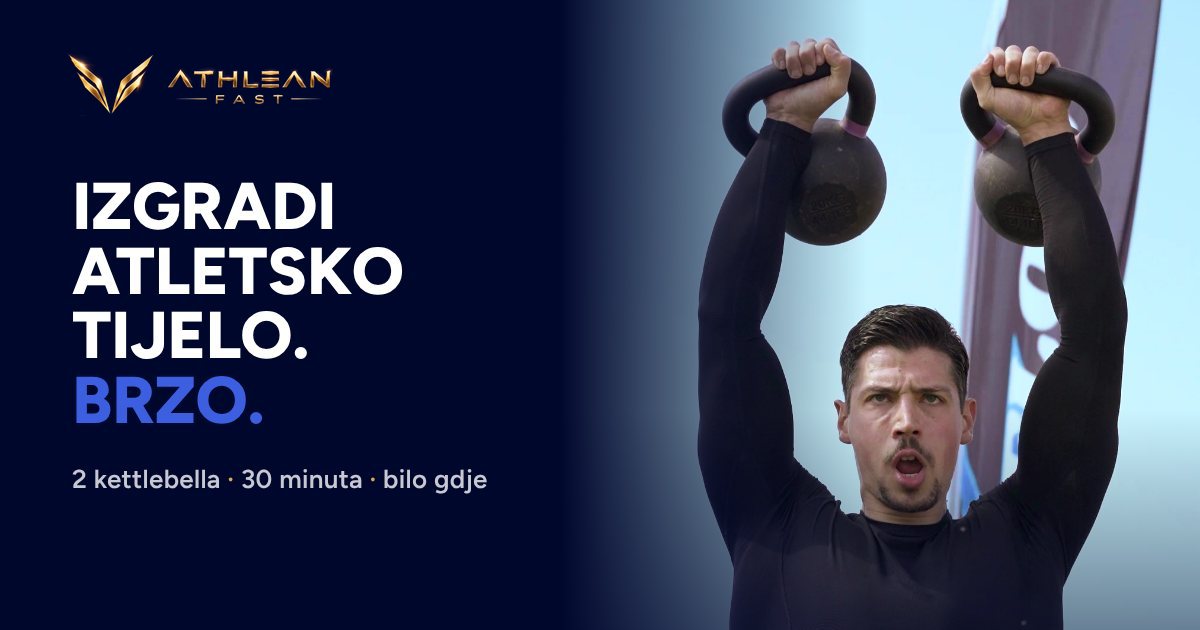 ATHLEAN
FAST
IZGRADI
ATLETSKO
TIJELO.
BRZO.
2 kettlebella · 30 minuta · bilo gdje